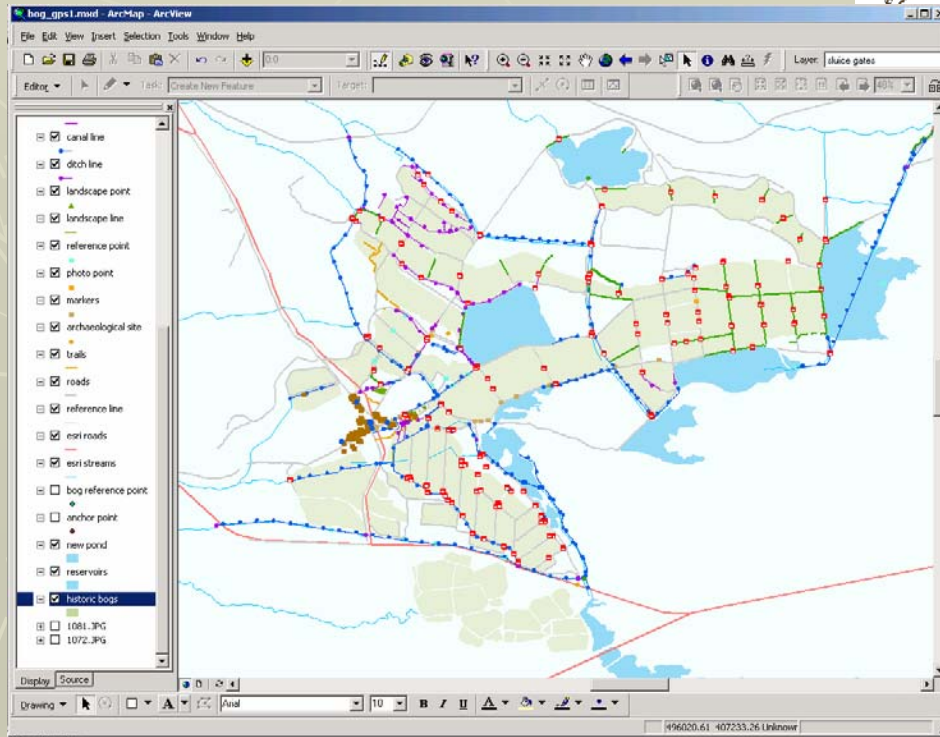 bog_gps1.mxd - ArcMap - ArcView
File Edit View Insert Selection Tools Window Help
0.0
Layer: sluice gates
Editor Task: Create New Feature Target:
48%
canal line
ditch line
landscape point
landscape line
reference point
photo point
markers
archaeological site
trails
roads
reference line
esri roads
esri streams
bog reference point
anchor point
new pond
reservoirs
historic bogs
1081.JPG
1072.JPG
Display Source
Drawing A Arial 10 B I U A
496020.61 407233.26 Unknown